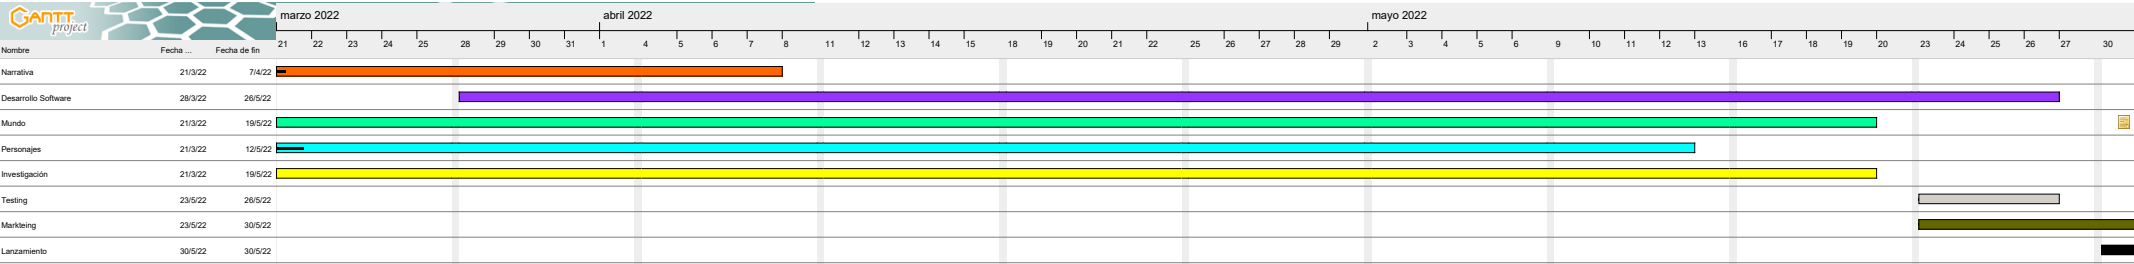 GANTT
project
marzo 2022 abril 2022 mayo 2022
Nombre Fecha ... Fecha de fin 21 22 23 24 25 28 29 30 31 1 4 5 6 7 8 11 12 13 14 15 18 19 20 21 22 25 26 27 28 29 2 3 4 5 6 9 10 11 12 13 16 17 18 19 20 23 24 25 26 27 30
Narrativa 21/3/22 7/4/22
Desarrollo Software 28/3/22 26/5/22
Mundo 21/3/22 19/5/22
Personajes 21/3/22 12/5/22
Investigación 21/3/22 19/5/22
Testing 23/5/22 26/5/22
Markteing 23/5/22 30/5/22
Lanzamiento 30/5/22 30/5/22